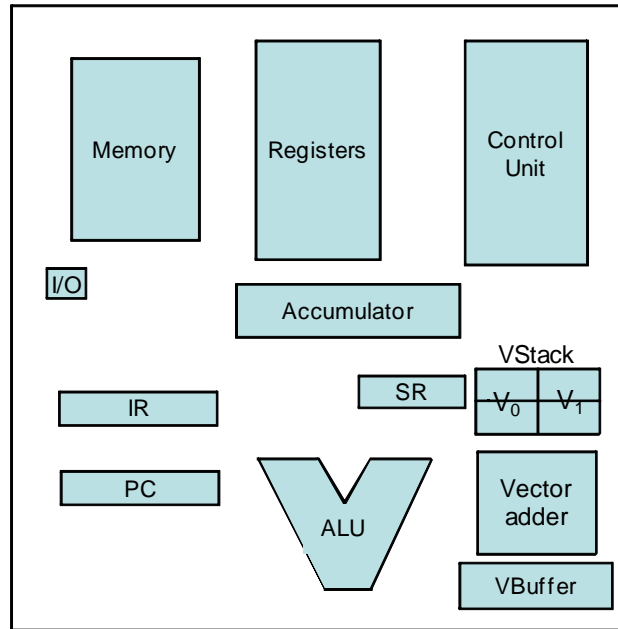 Memory
Registers
Control
Unit
I/O
Accumulator
VStack
SR
V₀
V₁
IR
PC
ALU
Vector
adder
VBuffer